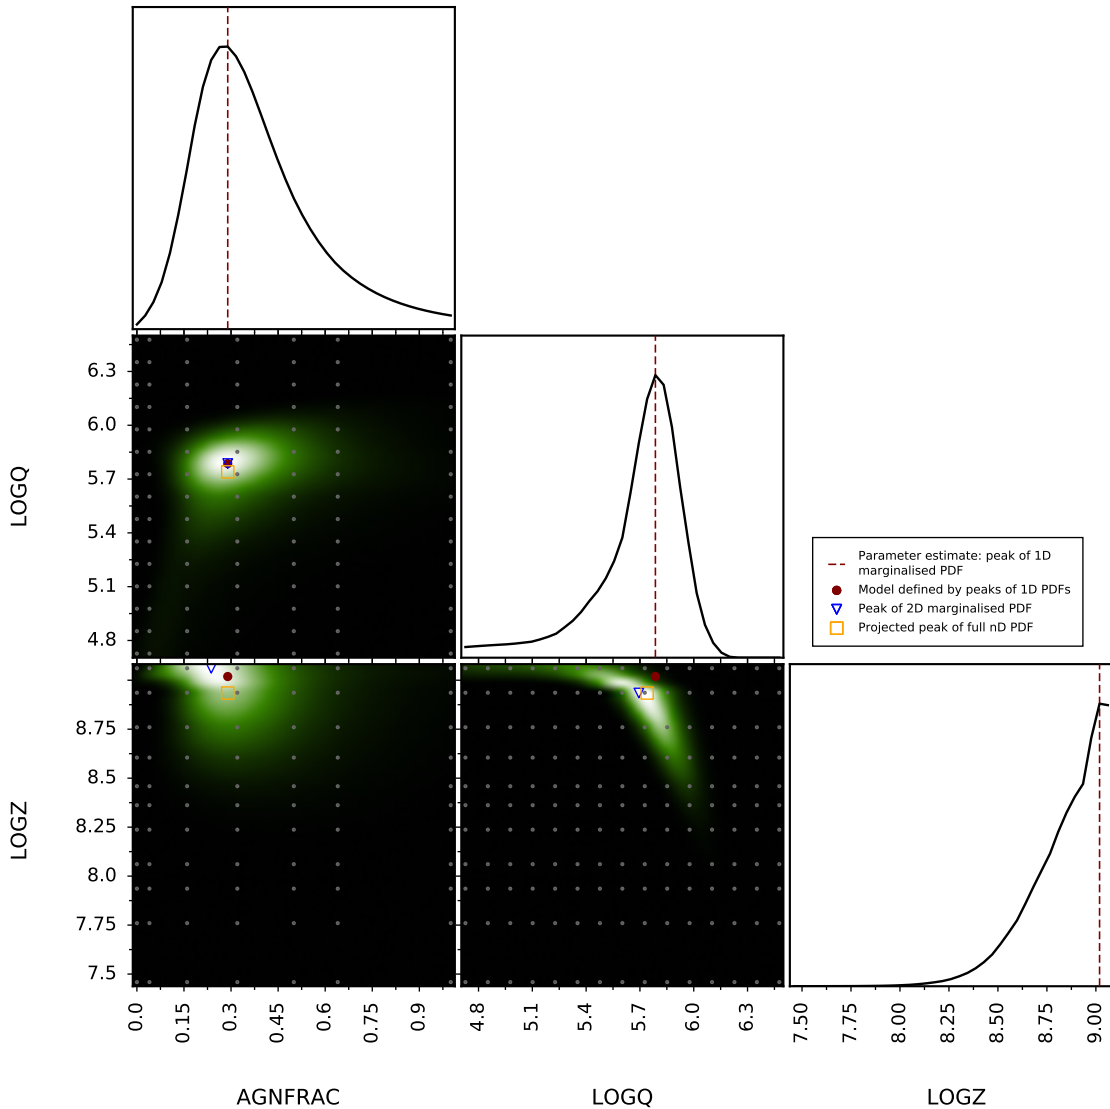 6.3
6.0
5.7
5.4
5.1
4.8
LOGQ
Parameter estimate: peak of 1D
marginalised PDF
Model defined by peaks of 1D PDFs
Peak of 2D marginalised PDF
Projected peak of full nD PDF
8.75
8.5
8.25
8.0
7.75
7.5
LOGZ
0.0 0.15 0.3 0.45 0.75 0.9
4.8 5.1 5.4 5.7 6.0 6.3
7.50 7.75 8.00 8.25 8.50 8.75 9.00
AGNFRAC LOGQ LOGZ